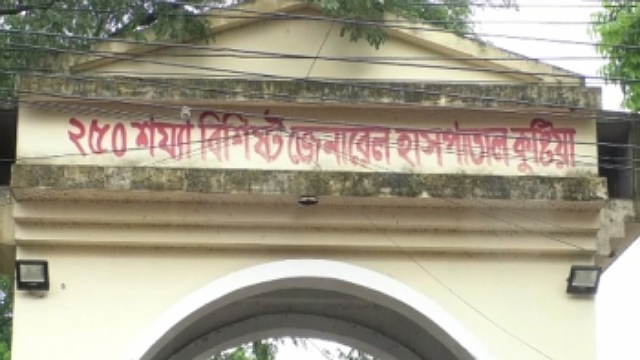 ২৫০ শয্যা বিশিষ্ট জেনারেল হাসপাতাল কুষ্টিয়া